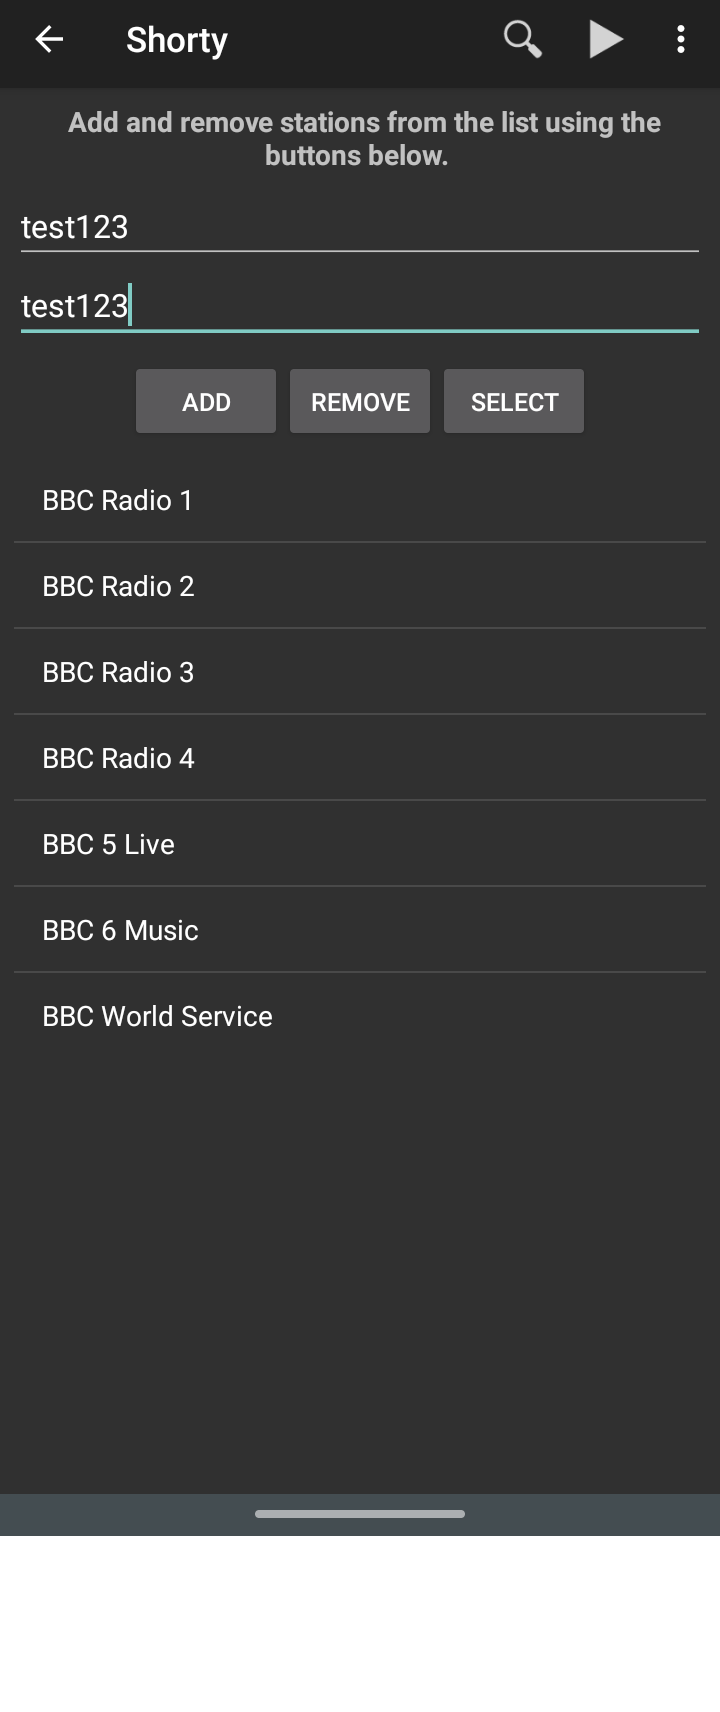 Shorty
Add and remove stations from the list using the
buttons below.
test123
test123
ADD REMOVE SELECT
BBC Radio 1
BBC Radio 2
BBC Radio 3
BBC Radio 4
BBC 5 Live
BBC 6 Music
BBC World Service